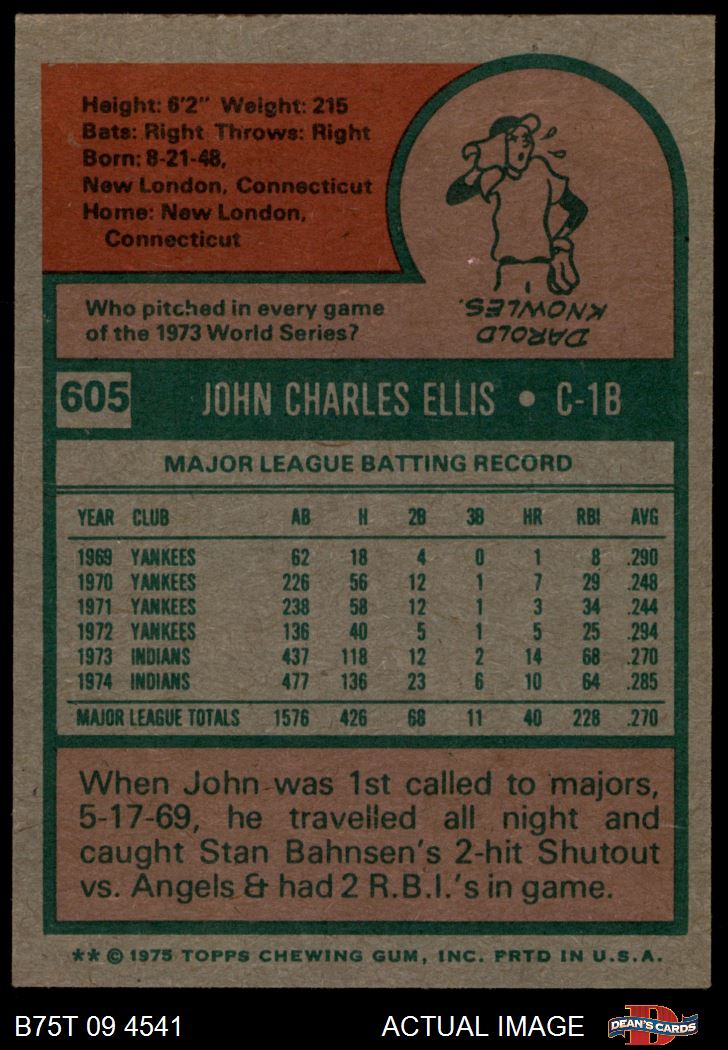 Height: 6'2" Weight: 215
Bats: Right Throws: Right
Born: 8-21-48,
New London, Connecticut
Home: New London,
Connecticut
DAROLD
KNOWLES.
Who pitched in every game
of the 1973 World Series?
605 JOHN CHARLES ELLIS • C-1B
MAJOR LEAGUE BATTING RECORD
YEAR CLUB AB H 2B 3B HR RBI AVG
1969 YANKEES 62 18 4 0 1 8 .290
1970 YANKEES 226 56 12 1 7 29 .248
1971 YANKEES 238 58 12 1 3 34 .244
1972 YANKEES 136 40 5 1 5 25 .294
1973 INDIANS 437 118 12 2 14 68 .270
1974 INDIANS 477 136 23 6 10 64 .285
MAJOR LEAGUE TOTALS 1576 426 68 11 40 228 .270
When John was 1st called to majors,
5-17-69, he travelled all night and
caught Stan Bahnsen's 2-hit Shutout
vs. Angels & had 2 R.B.I.'s in game.
** © 1975 TOPPS CHEWING GUM, INC. PRTD IN U.S.A.
B75T 09 4541 ACTUAL IMAGE D DEAN'S CARDS